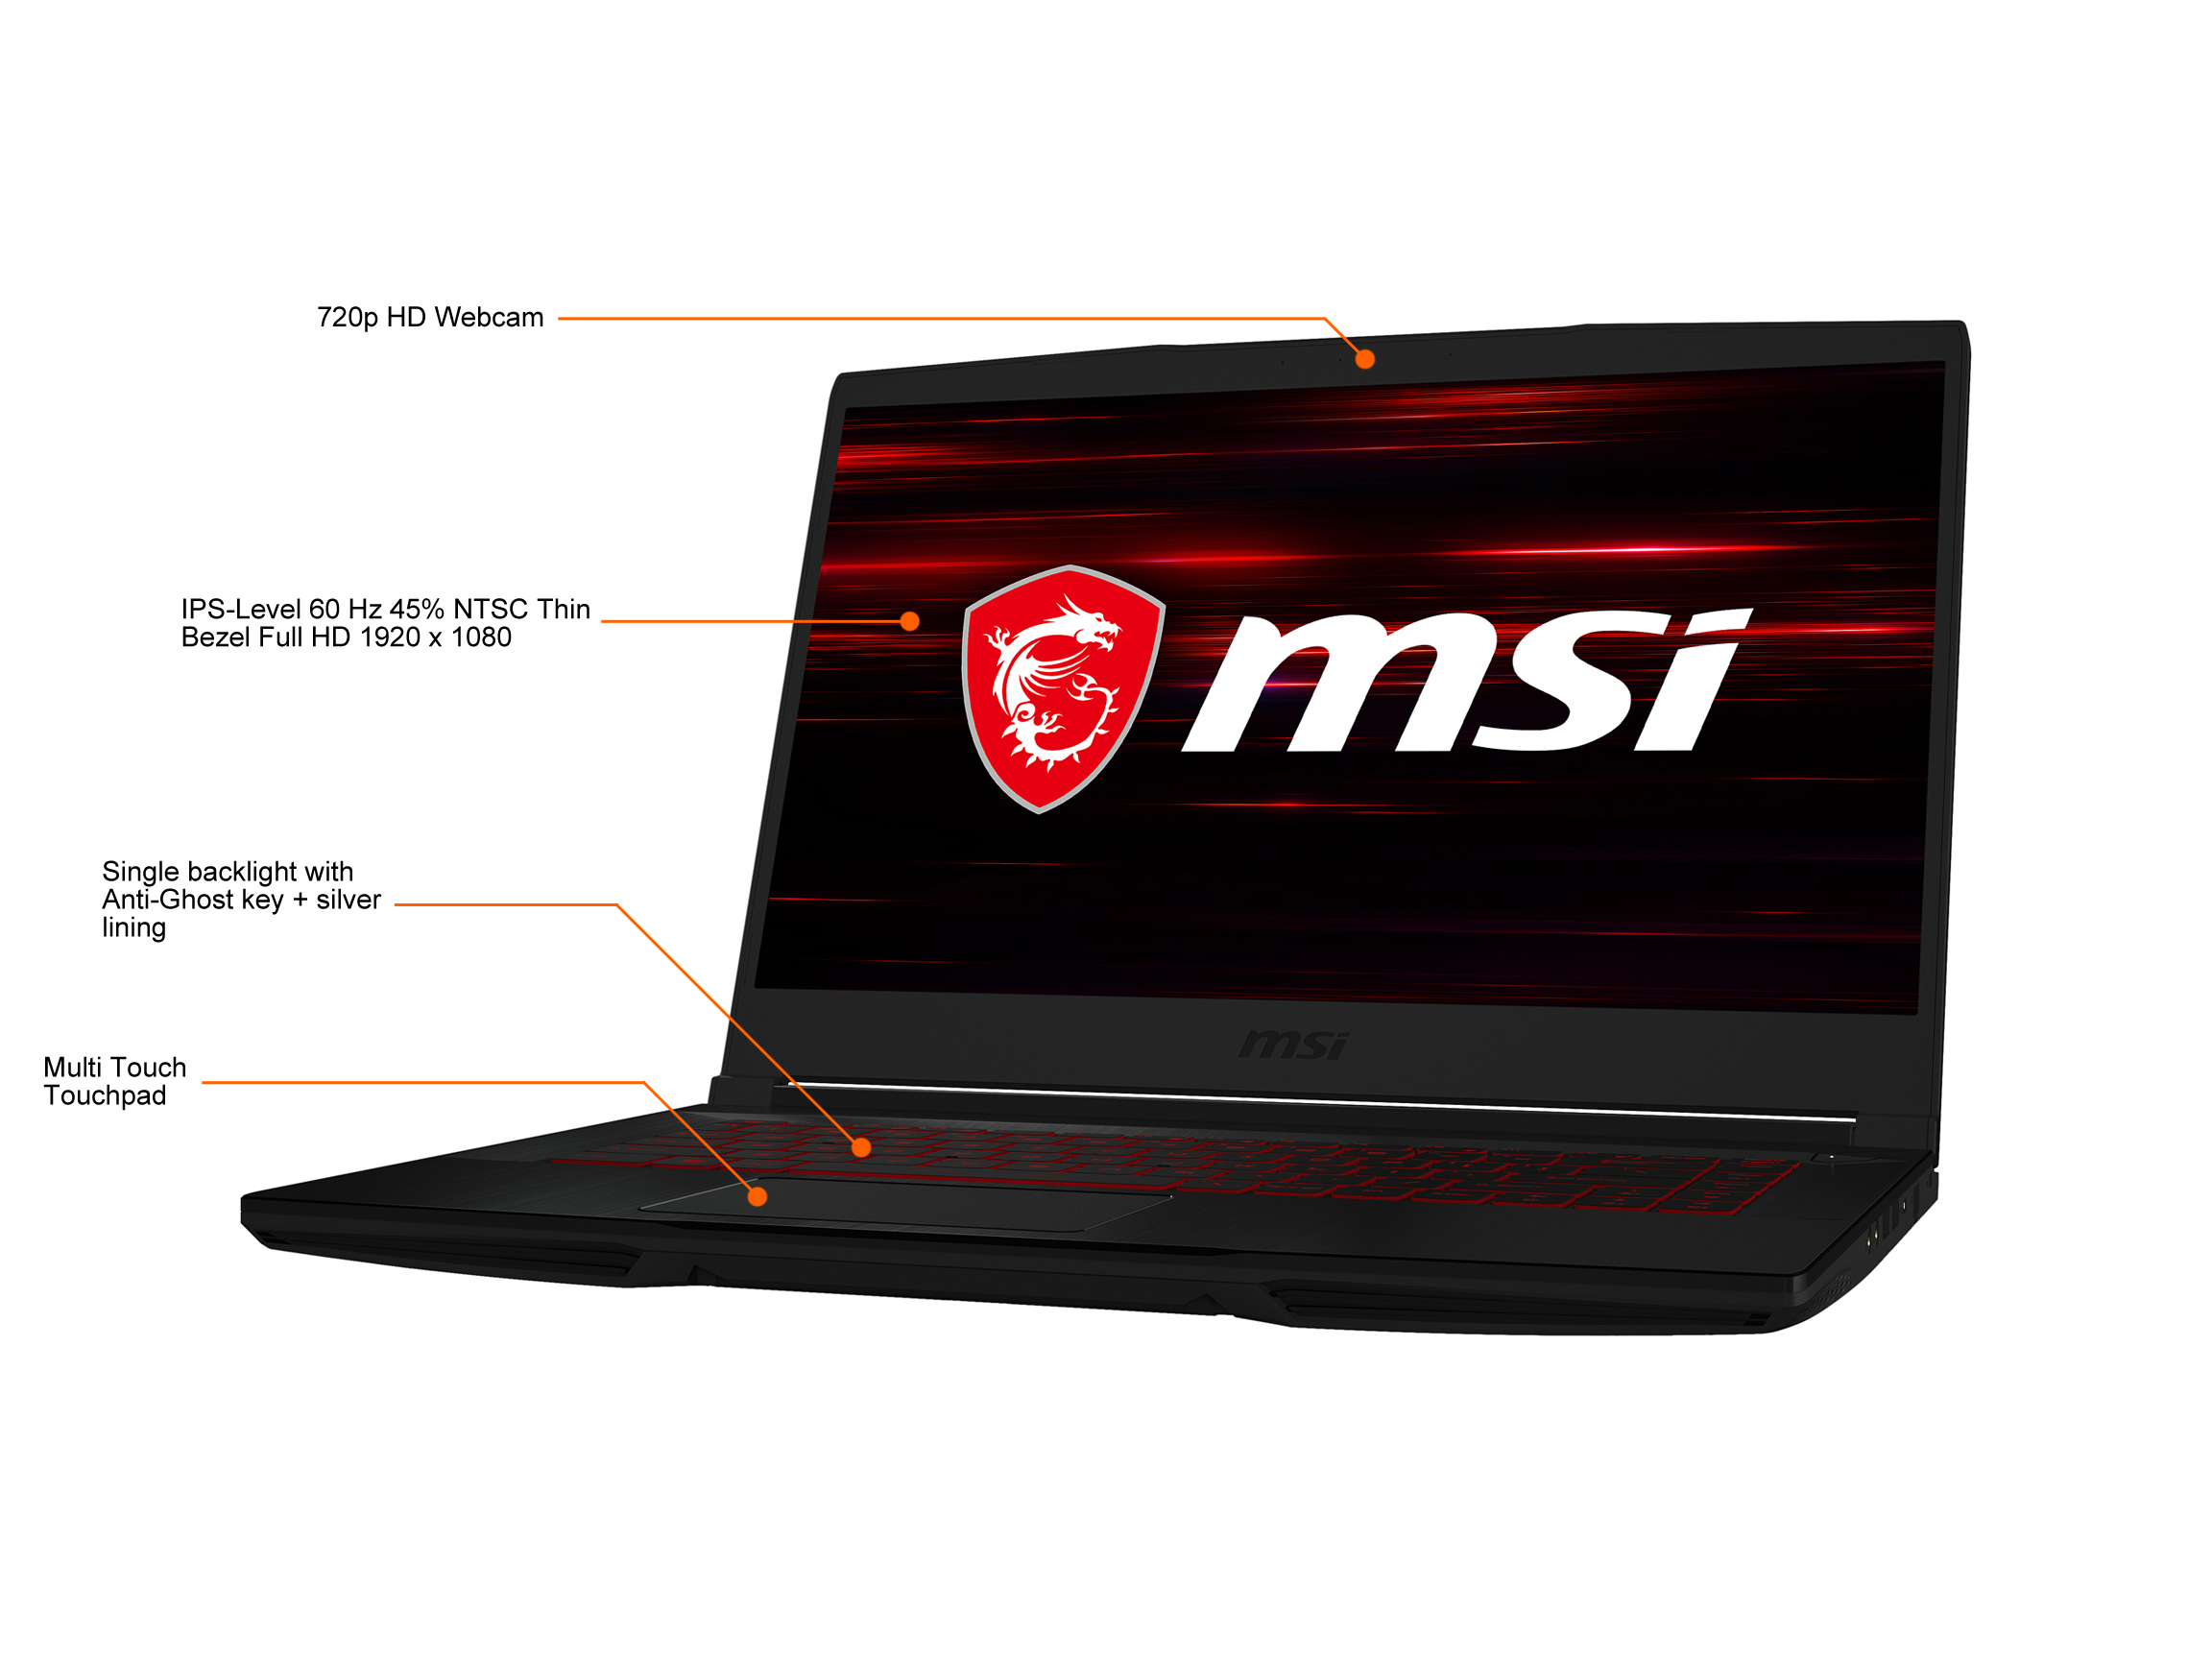 720p HD Webcam
IPS-Level 60 Hz 45% NTSC Thin
Bezel Full HD 1920 x 1080
msi
Single backlight with
Anti-Ghost key + silver
lining
msi
Multi Touch
Touchpad